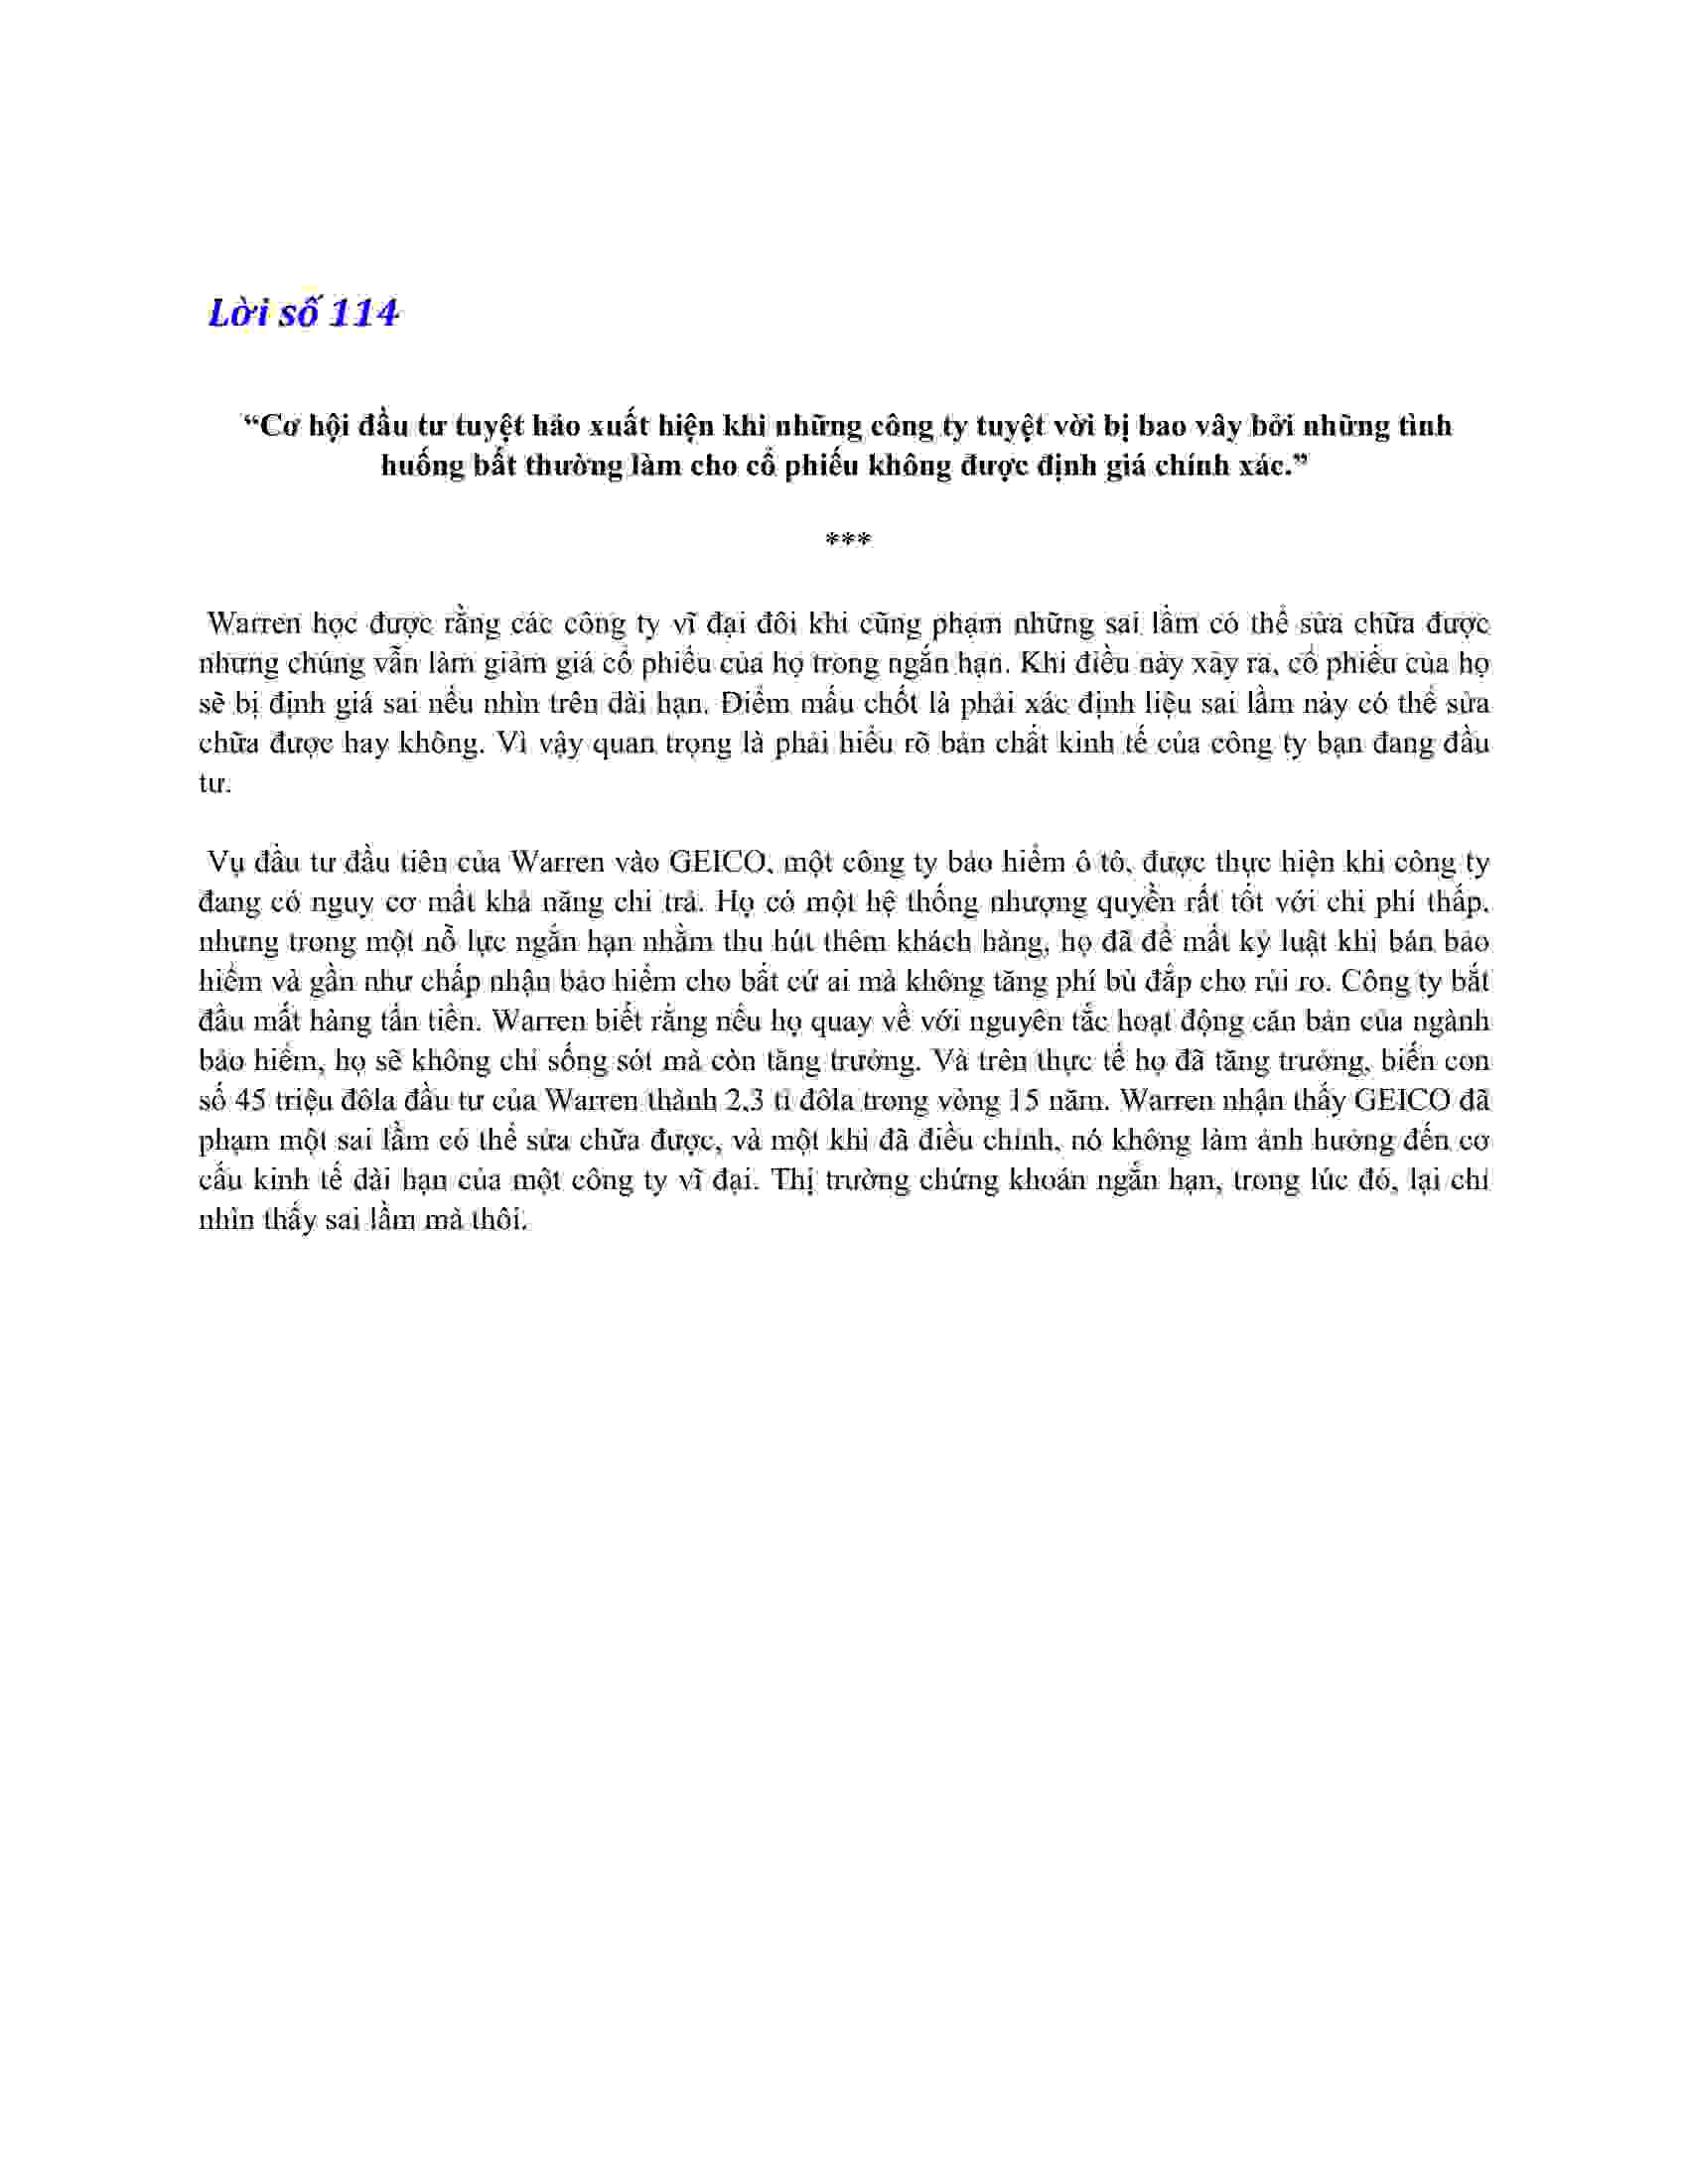 Lời số 114
“Cơ hội đầu tư tuyệt hảo xuất hiện khi những công ty tuyệt vời bị bao vây bởi những tình
huống bất thường làm cho cổ phiếu không được định giá chính xác.”
***
Warren học được rằng các công ty vĩ đại đôi khi cũng phạm những sai lầm có thể sửa chữa được
nhưng chúng vẫn làm giảm giá cổ phiếu của họ trong ngắn hạn. Khi điều này xảy ra, cổ phiếu của họ
sẽ bị định giá sai nếu nhìn trên dài hạn. Điểm mấu chốt là phải xác định liệu sai lầm này có thể sửa
chữa được hay không. Vì vậy quan trọng là phải hiểu rõ bản chất kinh tế của công ty bạn đang đầu
tư.
Vụ đầu tư đầu tiên của Warren vào GEICO, một công ty bảo hiểm ô tô, được thực hiện khi công ty
đang có nguy cơ mất khả năng chi trả. Họ có một hệ thống nhượng quyền rất tốt với chi phí thấp,
nhưng trong một nỗ lực ngắn hạn nhằm thu hút thêm khách hàng, họ đã để mất kỷ luật khi bán bảo
hiểm và gần như chấp nhận bảo hiểm cho bất cứ ai mà không tăng phí bù đắp cho rủi ro. Công ty bắt
đầu mất hàng tấn tiền. Warren biết rằng nếu họ quay về với nguyên tắc hoạt động căn bản của ngành
bảo hiểm, họ sẽ không chỉ sống sót mà còn tăng trưởng. Và trên thực tế họ đã tăng trưởng, biến con
số 45 triệu đôla đầu tư của Warren thành 2,3 tỉ đôla trong vòng 15 năm. Warren nhận thấy GEICO đã
phạm một sai lầm có thể sửa chữa được, và một khi đã điều chỉnh, nó không làm ảnh hưởng đến cơ
cấu kinh tế dài hạn của một công ty vĩ đại. Thị trường chứng khoán ngắn hạn, trong lúc đó, lại chỉ
nhìn thấy sai lầm mà thôi.